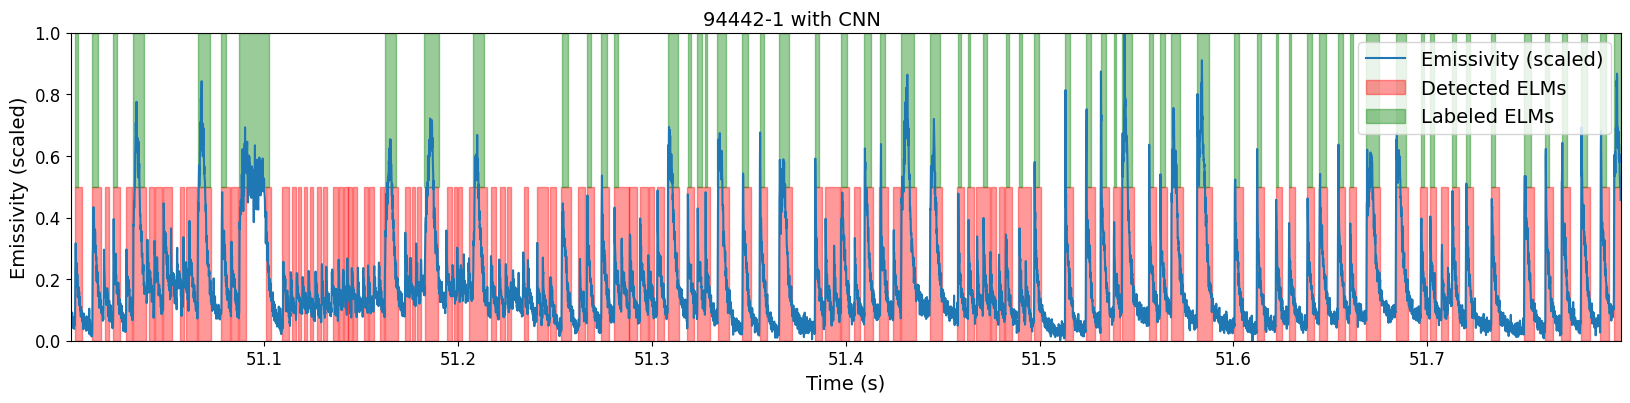 94442-1 with CNN
Emissivity (scaled)
1.0
0.8
0.6
0.4
0.2
0.0
Emissivity (scaled)
Detected ELMs
Labeled ELMs
51.1 51.2 51.3 51.4 51.5 51.6 51.7
Time (s)